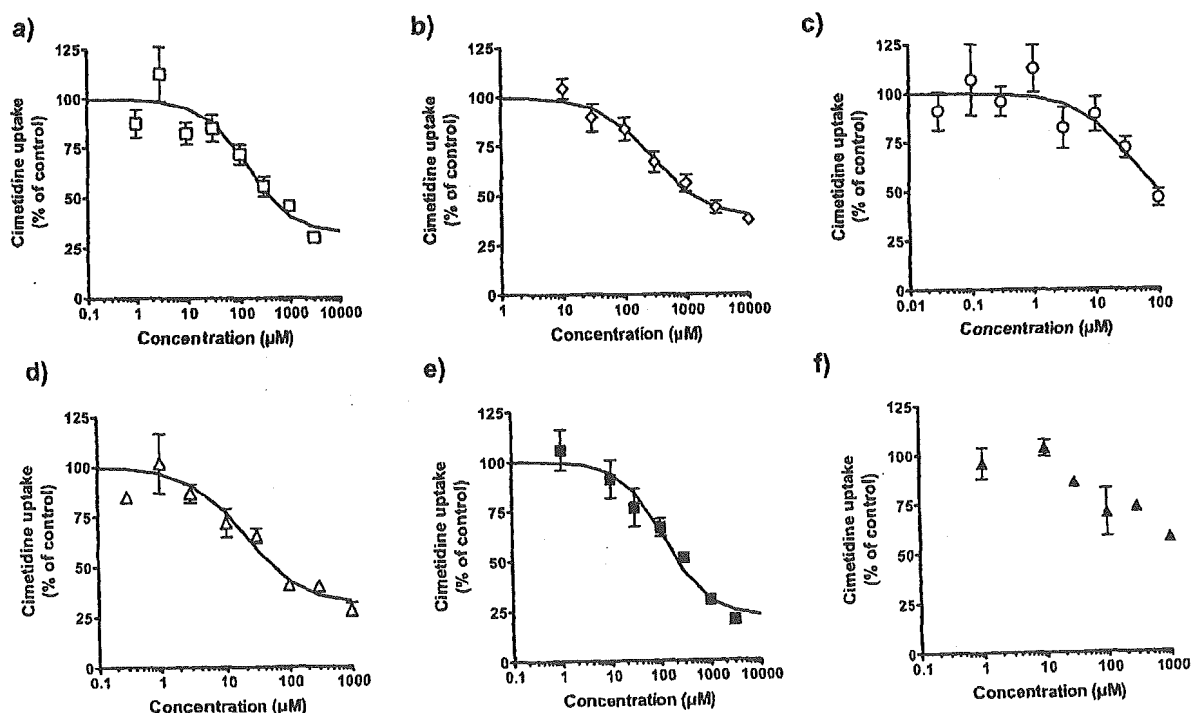 a)
125
100
75
50
25
0
0.1 1 10 100 1000 10000
Concentration (µM)
Cimetidine uptake
(% of control)
b)
125
100
75
50
25
0
1 10 100 1000 10000
Concentration (µM)
Cimetidine uptake
(% of control)
c)
125
100
75
50
25
0
0.01 0.1 1 10 100
Concentration (µM)
Cimetidine uptake
(% of control)
d)
125
100
75
50
25
0
0.1 1 10 100 1000
Concentration (µM)
Cimetidine uptake
(% of control)
e)
125
100
75
50
25
0
0.1 1 10 100 1000 10000
Concentration (µM)
Cimetidine uptake
(% of control)
f)
125
100
75
50
25
0
0.1 1 10 100 1000
Concentration (µM)
Cimetidine uptake
(% of control)